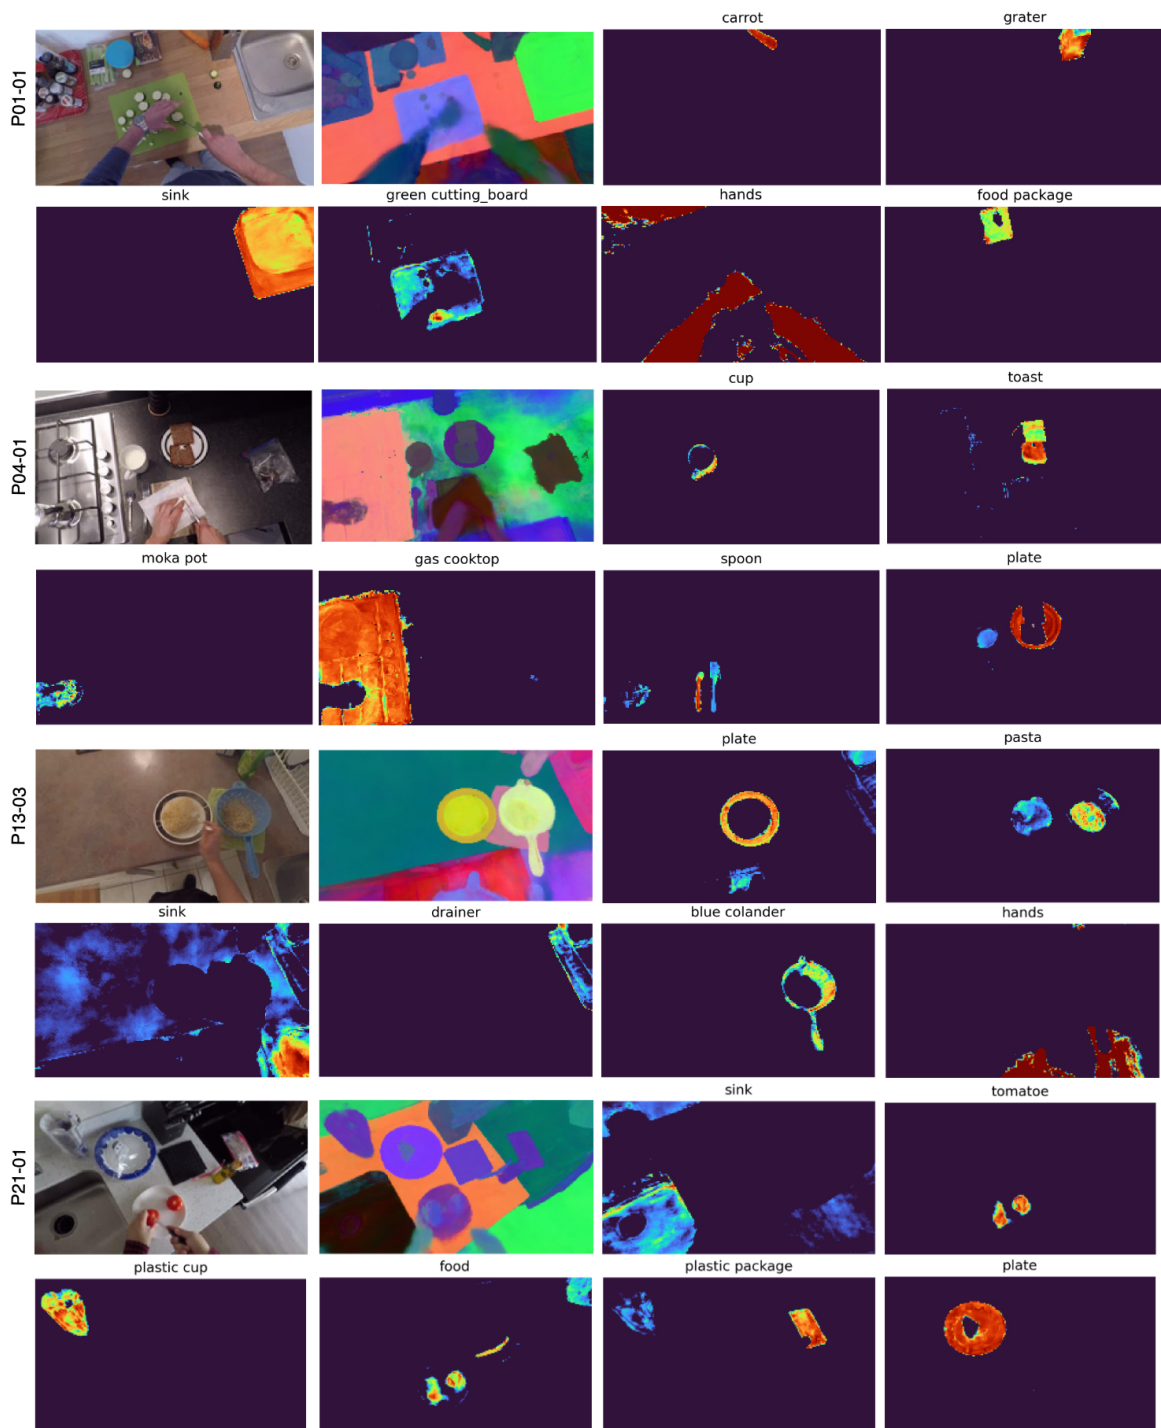 carrot
grater
P01-01
sink
green cutting_board
hands
food package
cup
toast
P04-01
moka pot
gas cooktop
spoon
plate
plate
pasta
P13-03
sink
drainer
blue colander
hands
sink
tomatoe
P21-01
plastic cup
food
plastic package
plate